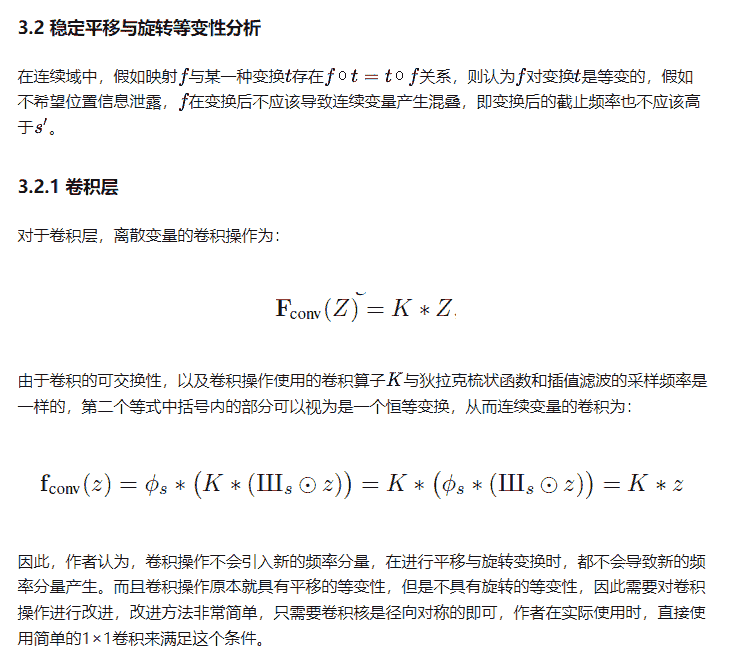 3.2 稳定平移与旋转等变性分析
在连续域中，假如映射f与某一种变换t存在f∘t = t∘f关系，则认为f对变换t是等变的，假如
不希望位置信息泄露，f在变换后不应该导致连续变量产生混叠，即变换后的截止频率也不应该高
于s′。
3.2.1 卷积层
对于卷积层，离散变量的卷积操作为：
F_conv(Z) = K * Z.
由于卷积的可交换性，以及卷积操作使用的卷积算子K与狄拉克梳状函数和插值滤波的采样频率是
一样的，第二个等式中括号内的部分可以视为是一个恒等变换，从而连续变量的卷积为：
f_conv(z) = ϕ_s * (K * (Ш_s ⊙ z)) = K * (ϕ_s * (Ш_s ⊙ z)) = K * z
因此，作者认为，卷积操作不会引入新的频率分量，在进行平移与旋转变换时，都不会导致新的频
率分量产生。而且卷积操作原本就具有平移的等变性，但是不具有旋转的等变性，因此需要对卷积
操作进行改进，改进方法非常简单，只需要卷积核是径向对称的即可，作者在实际使用时，直接使
用简单的1×1卷积来满足这个条件。